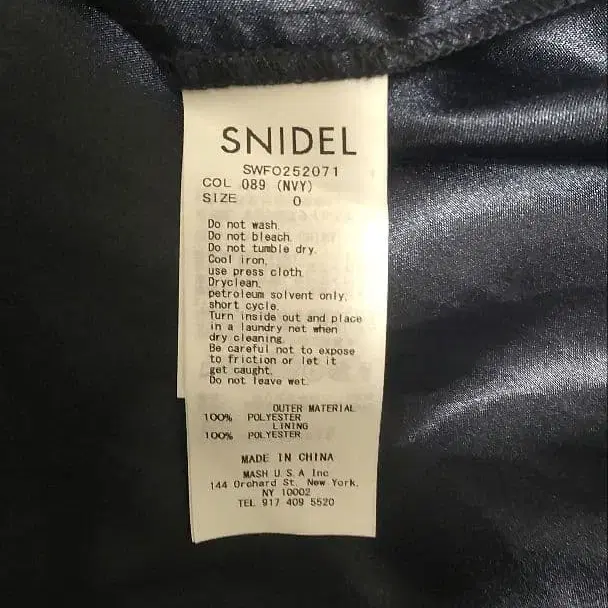 SNIDEL
SWFO252071
COL 089 (NVY)
SIZE 0
Do not wash.
Do not bleach.
Do not tumble dry.
Cool iron,
use press cloth.
Dryclean,
petroleum solvent only,
short cycle.
Turn inside out and place
in a laundry net when
dry cleaning.
Be careful not to expose
to friction or let it
get caught.
Do not leave wet.
OUTER MATERIAL
100% POLYESTER
LINING
100% POLYESTER
MADE IN CHINA
MASH U.S.A Inc
144 Orchard St. New York,
NY 10002
TEL 917 409 5520